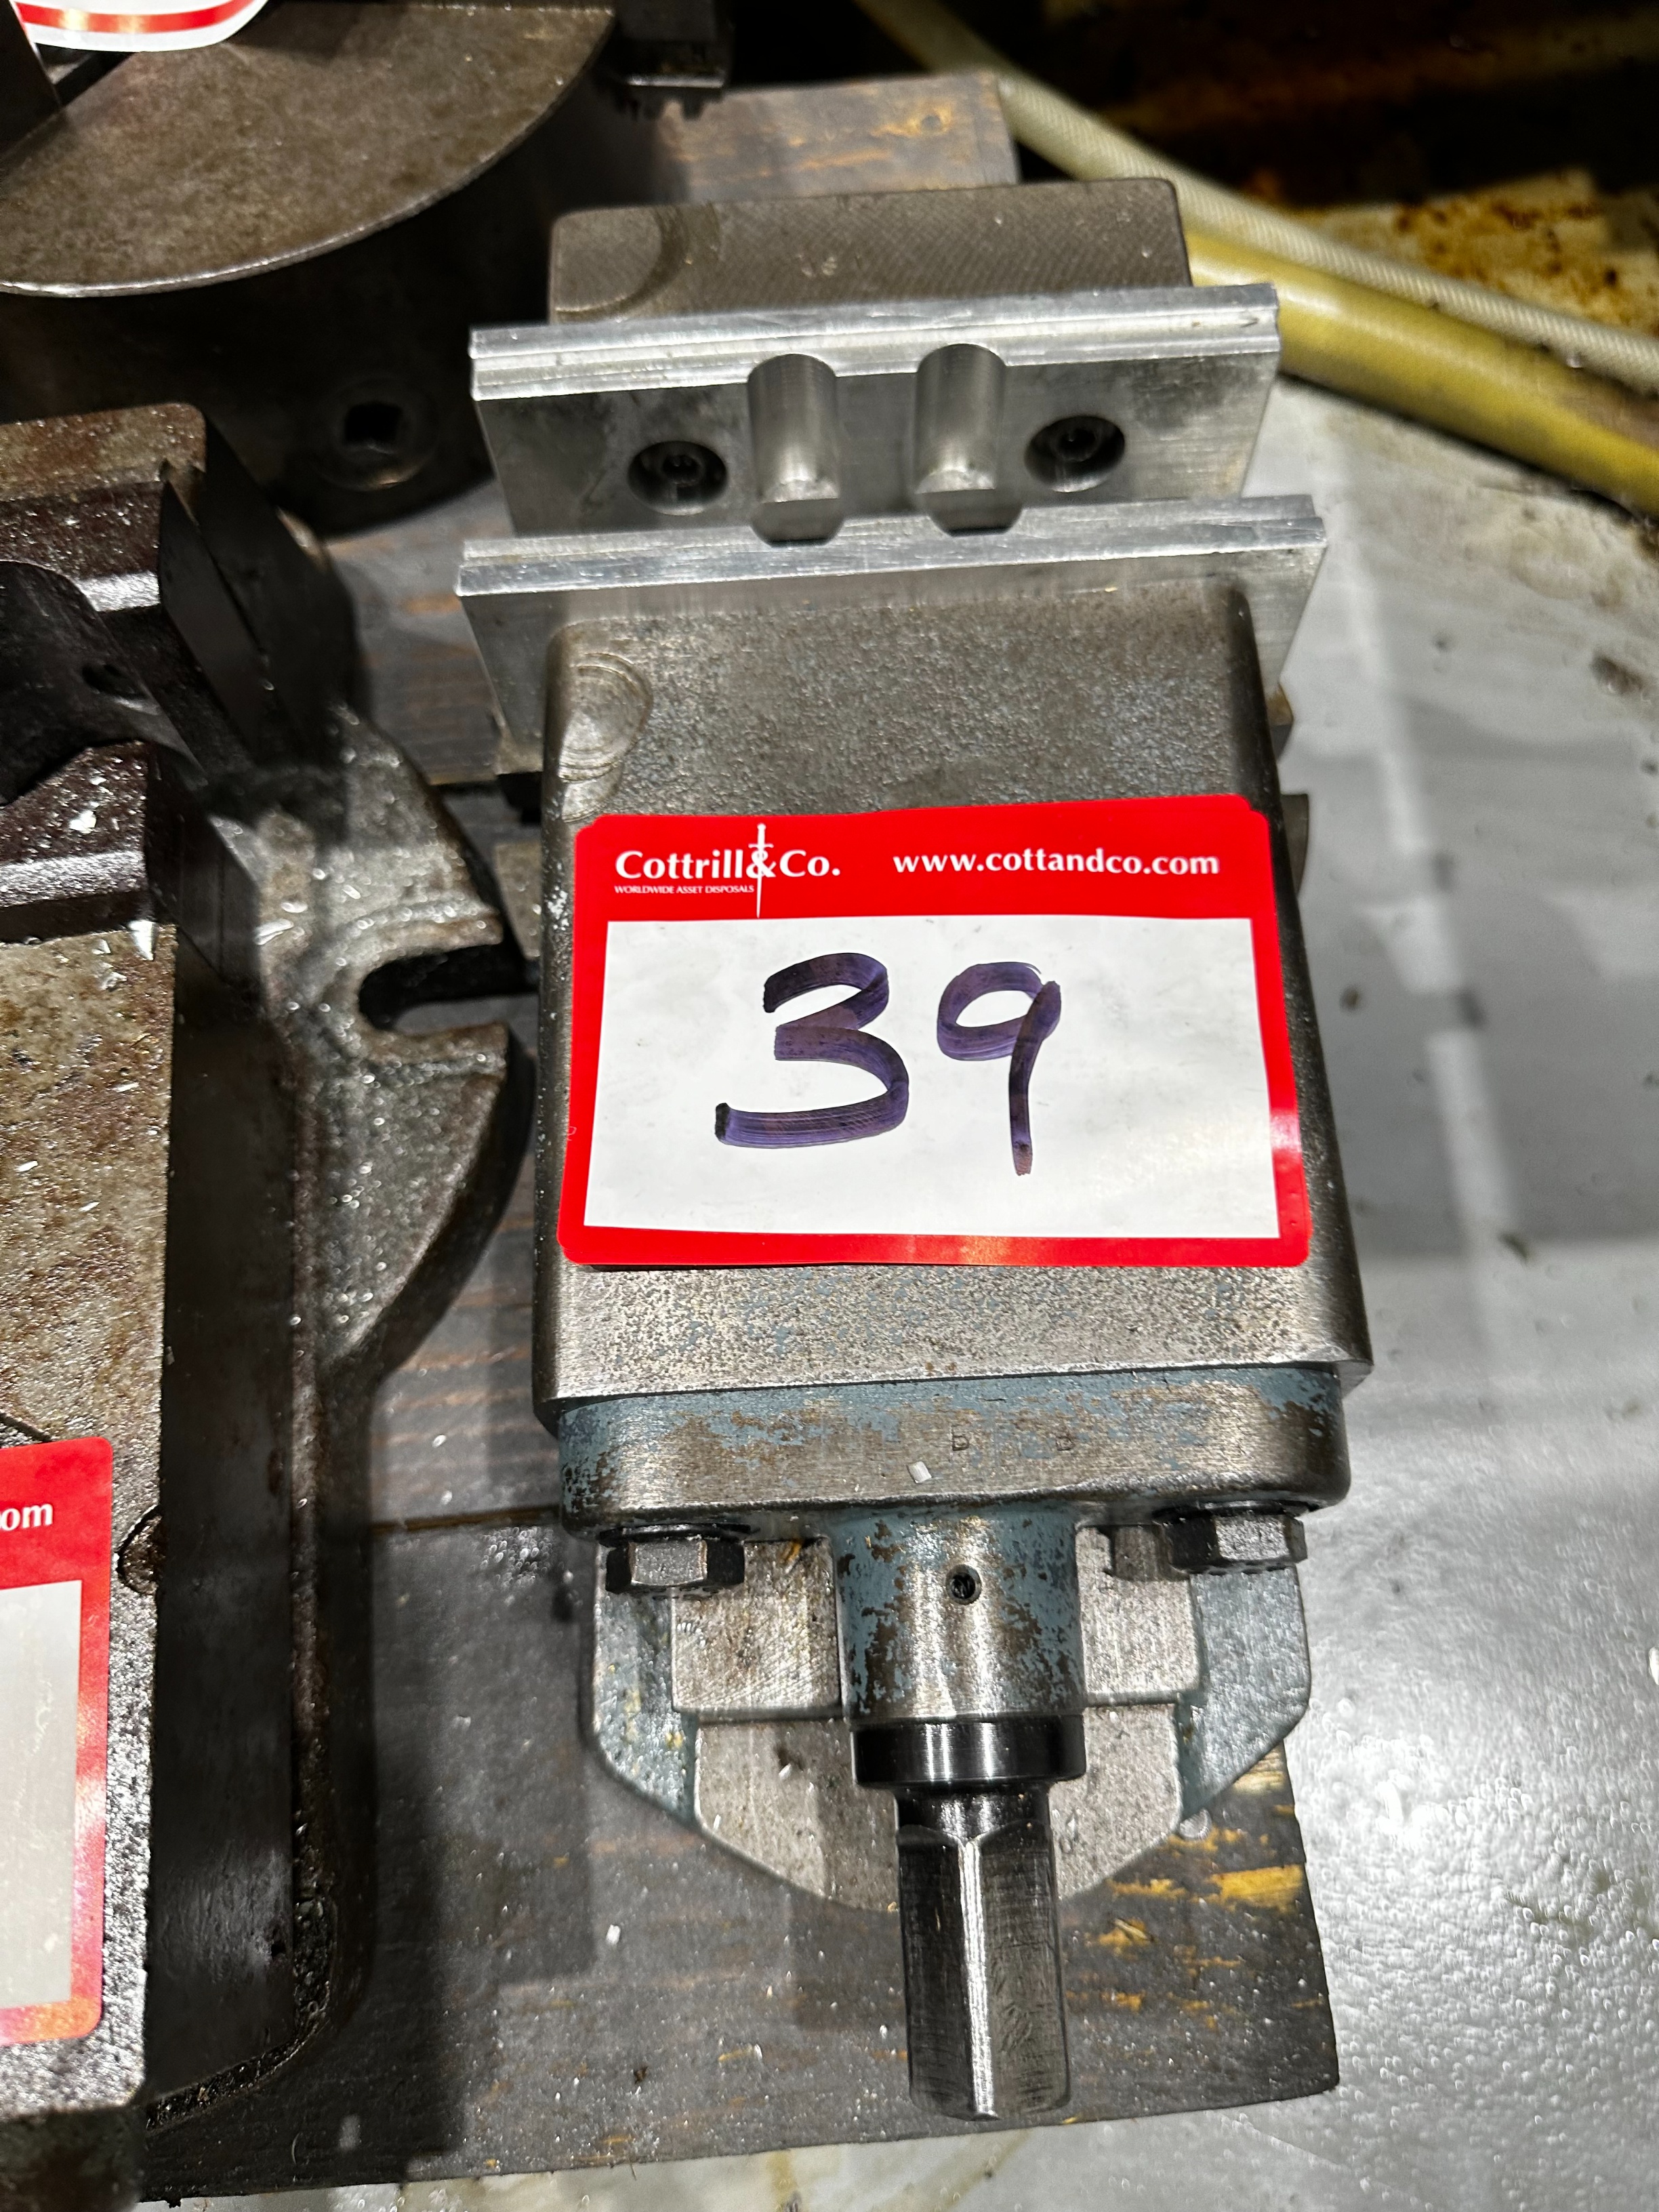 Cottrill&Co. www.cottandco.com
WORLDWIDE ASSET DISPOSALS
39
om